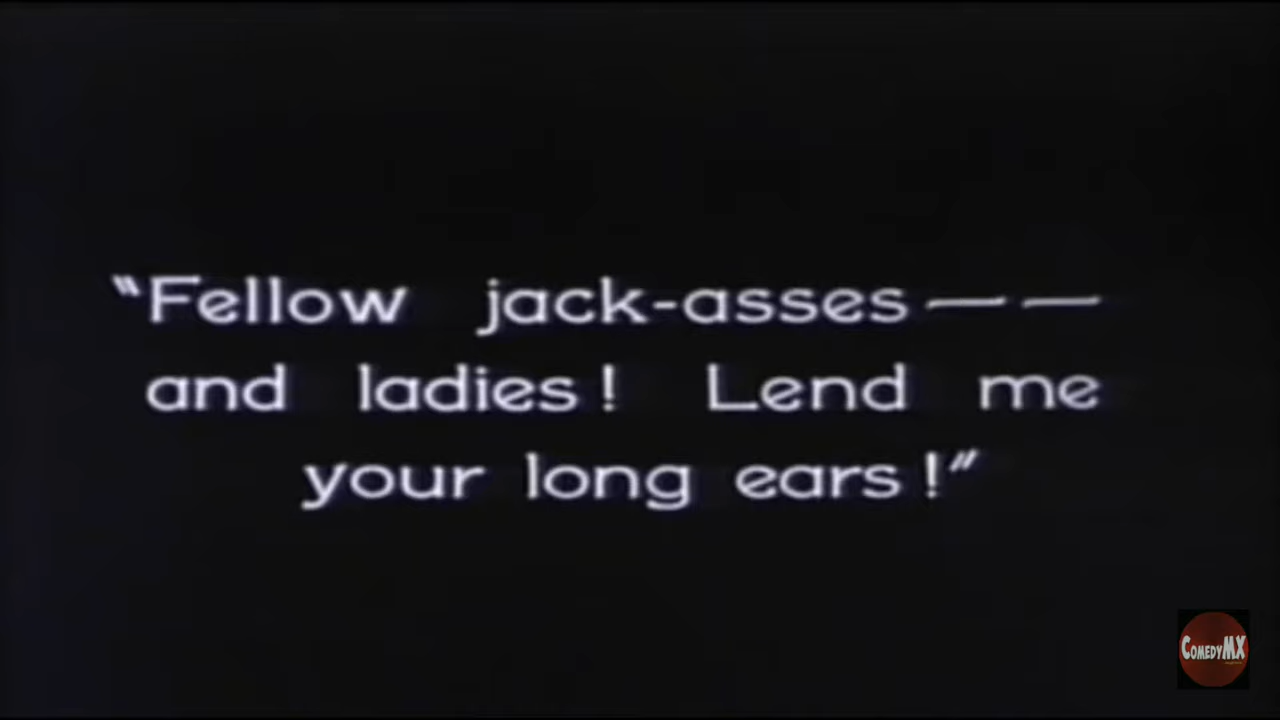 “Fellow jack-asses——
and ladies! Lend me
your long ears!”
COMEDYMX